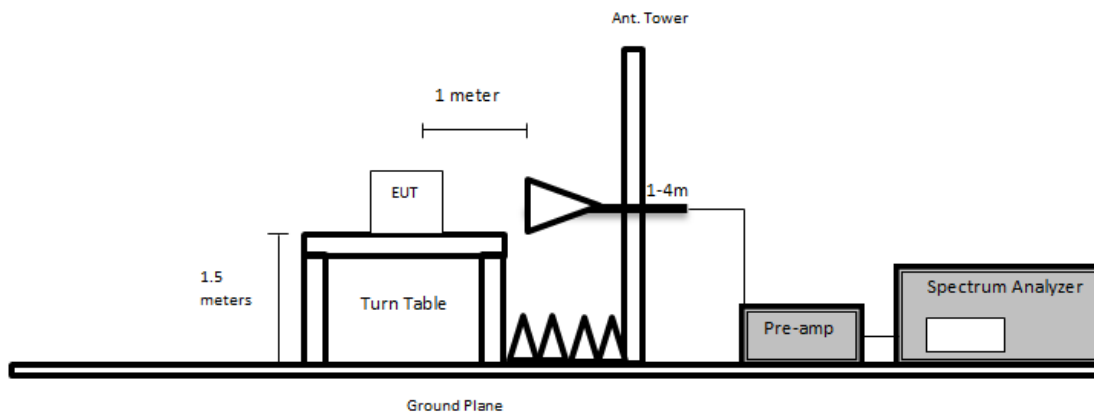 Ant. Tower
1 meter
EUT
1-4m
1.5
meters
Turn Table
Spectrum Analyzer
Pre-amp
Ground Plane